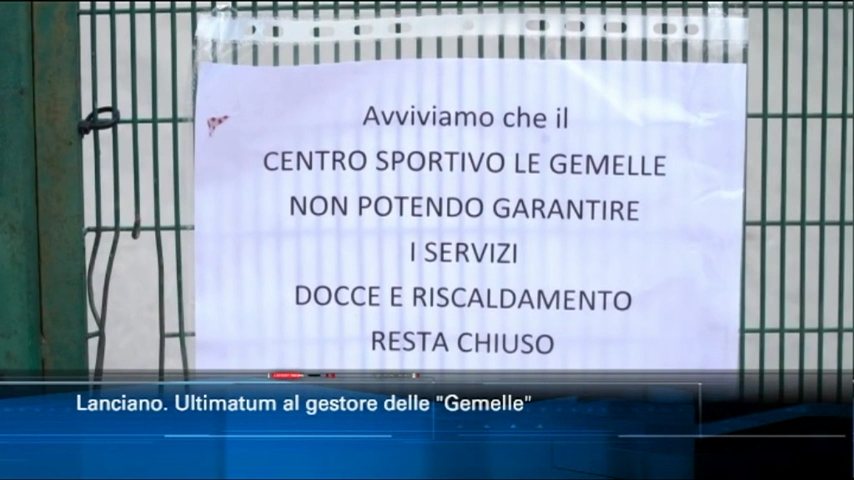 Avviviamo che il
CENTRO SPORTIVO LE GEMELLE
NON POTENDO GARANTIRE
I SERVIZI
DOCCE E RISCALDAMENTO
RESTA CHIUSO
Lanciano. Ultimatum al gestore delle "Gemelle"